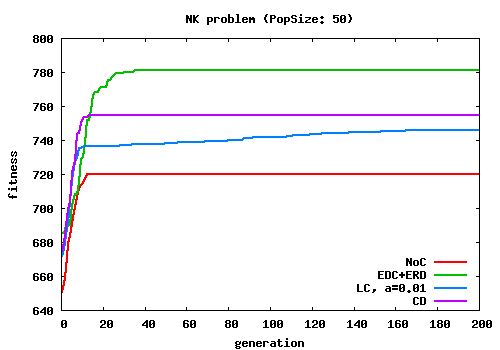 NK problem (PopSize: 50)
800
780
760
740
720
700
680
660
640
fitness
0 20 40 60 80 100 120 140 160 180 200
generation
NoC
EDC+ERD
LC, a=0.01
CD